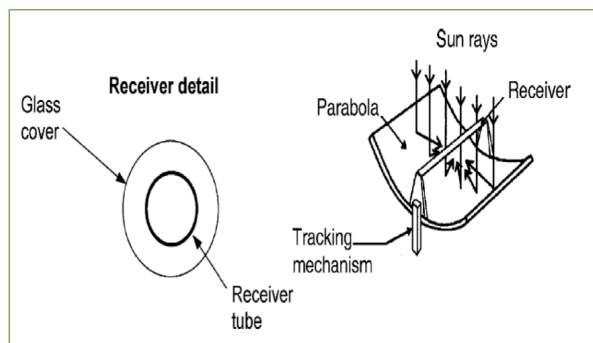 Receiver detail
Glass
cover
Receiver
tube
Sun rays
Parabola
Receiver
Tracking
mechanism